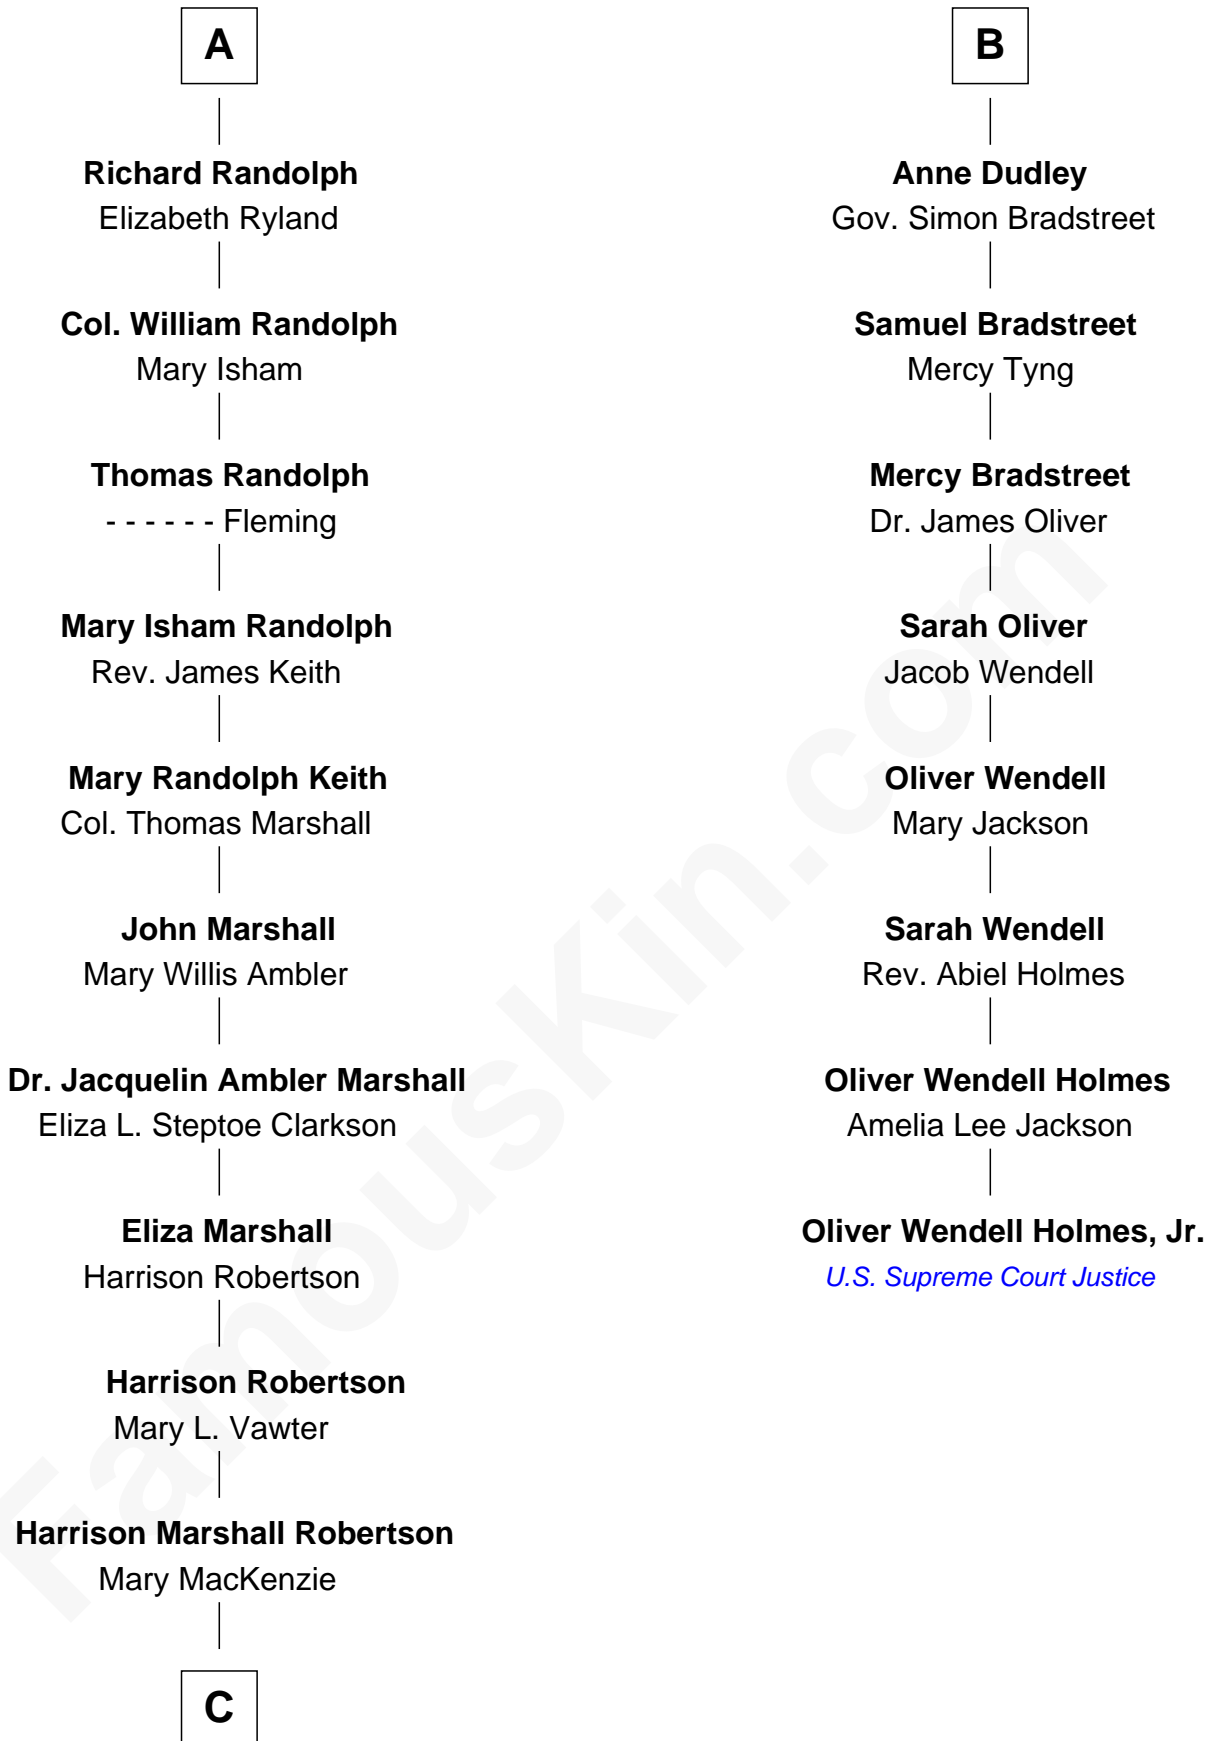 A
Richard Randolph
Elizabeth Ryland
Col. William Randolph
Mary Isham
Thomas Randolph
- - - - - - Fleming
Mary Isham Randolph
Rev. James Keith
Mary Randolph Keith
Col. Thomas Marshall
John Marshall
Mary Willis Ambler
Dr. Jacquelin Ambler Marshall
Eliza L. Steptoe Clarkson
Eliza Marshall
Harrison Robertson
Harrison Robertson
Mary L. Vawter
Harrison Marshall Robertson
Mary MacKenzie
C
B
Anne Dudley
Gov. Simon Bradstreet
Samuel Bradstreet
Mercy Tyng
Mercy Bradstreet
Dr. James Oliver
Sarah Oliver
Jacob Wendell
Oliver Wendell
Mary Jackson
Sarah Wendell
Rev. Abiel Holmes
Oliver Wendell Holmes
Amelia Lee Jackson
Oliver Wendell Holmes, Jr.
U.S. Supreme Court Justice
FamousKin.com